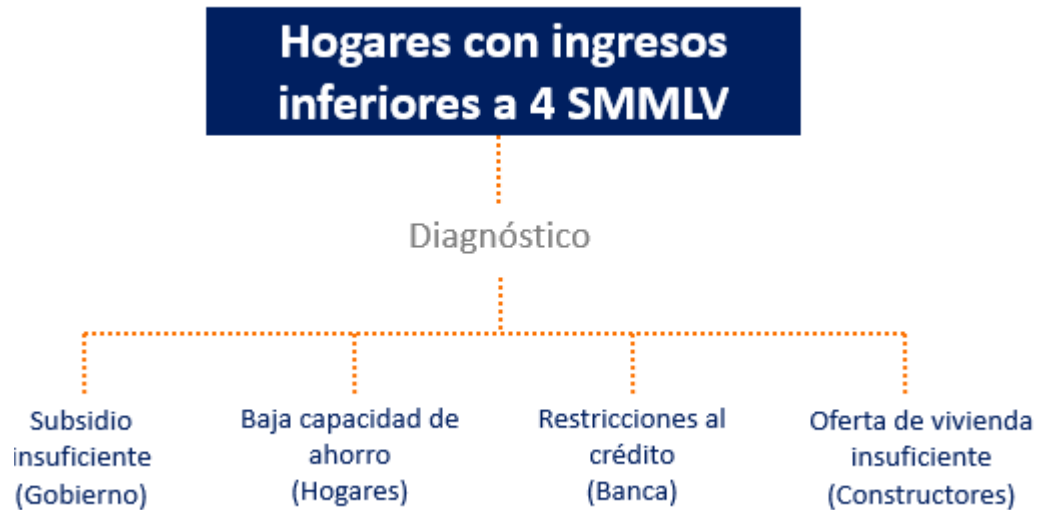 Hogares con ingresos
inferiores a 4 SMMLV
Diagnóstico
Subsidio
insuficiente
(Gobierno)
Baja capacidad de
ahorro
(Hogares)
Restricciones al
crédito
(Banca)
Oferta de vivienda
insuficiente
(Constructores)